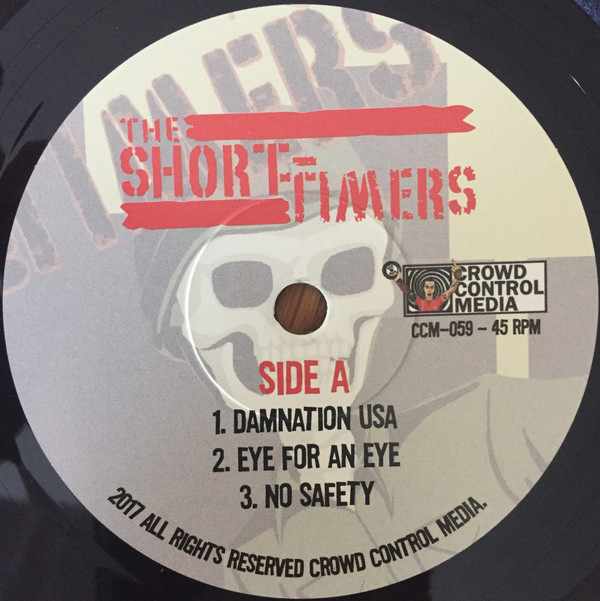 TIMERS
THE
SHORT-
TIMERS
CROWD
CONTROL
MEDIA
CCM-059 - 45 RPM
SIDE A
1. DAMNATION USA
2. EYE FOR AN EYE
3. NO SAFETY
2017 ALL RIGHTS RESERVED CROWD CONTROL MEDIA.